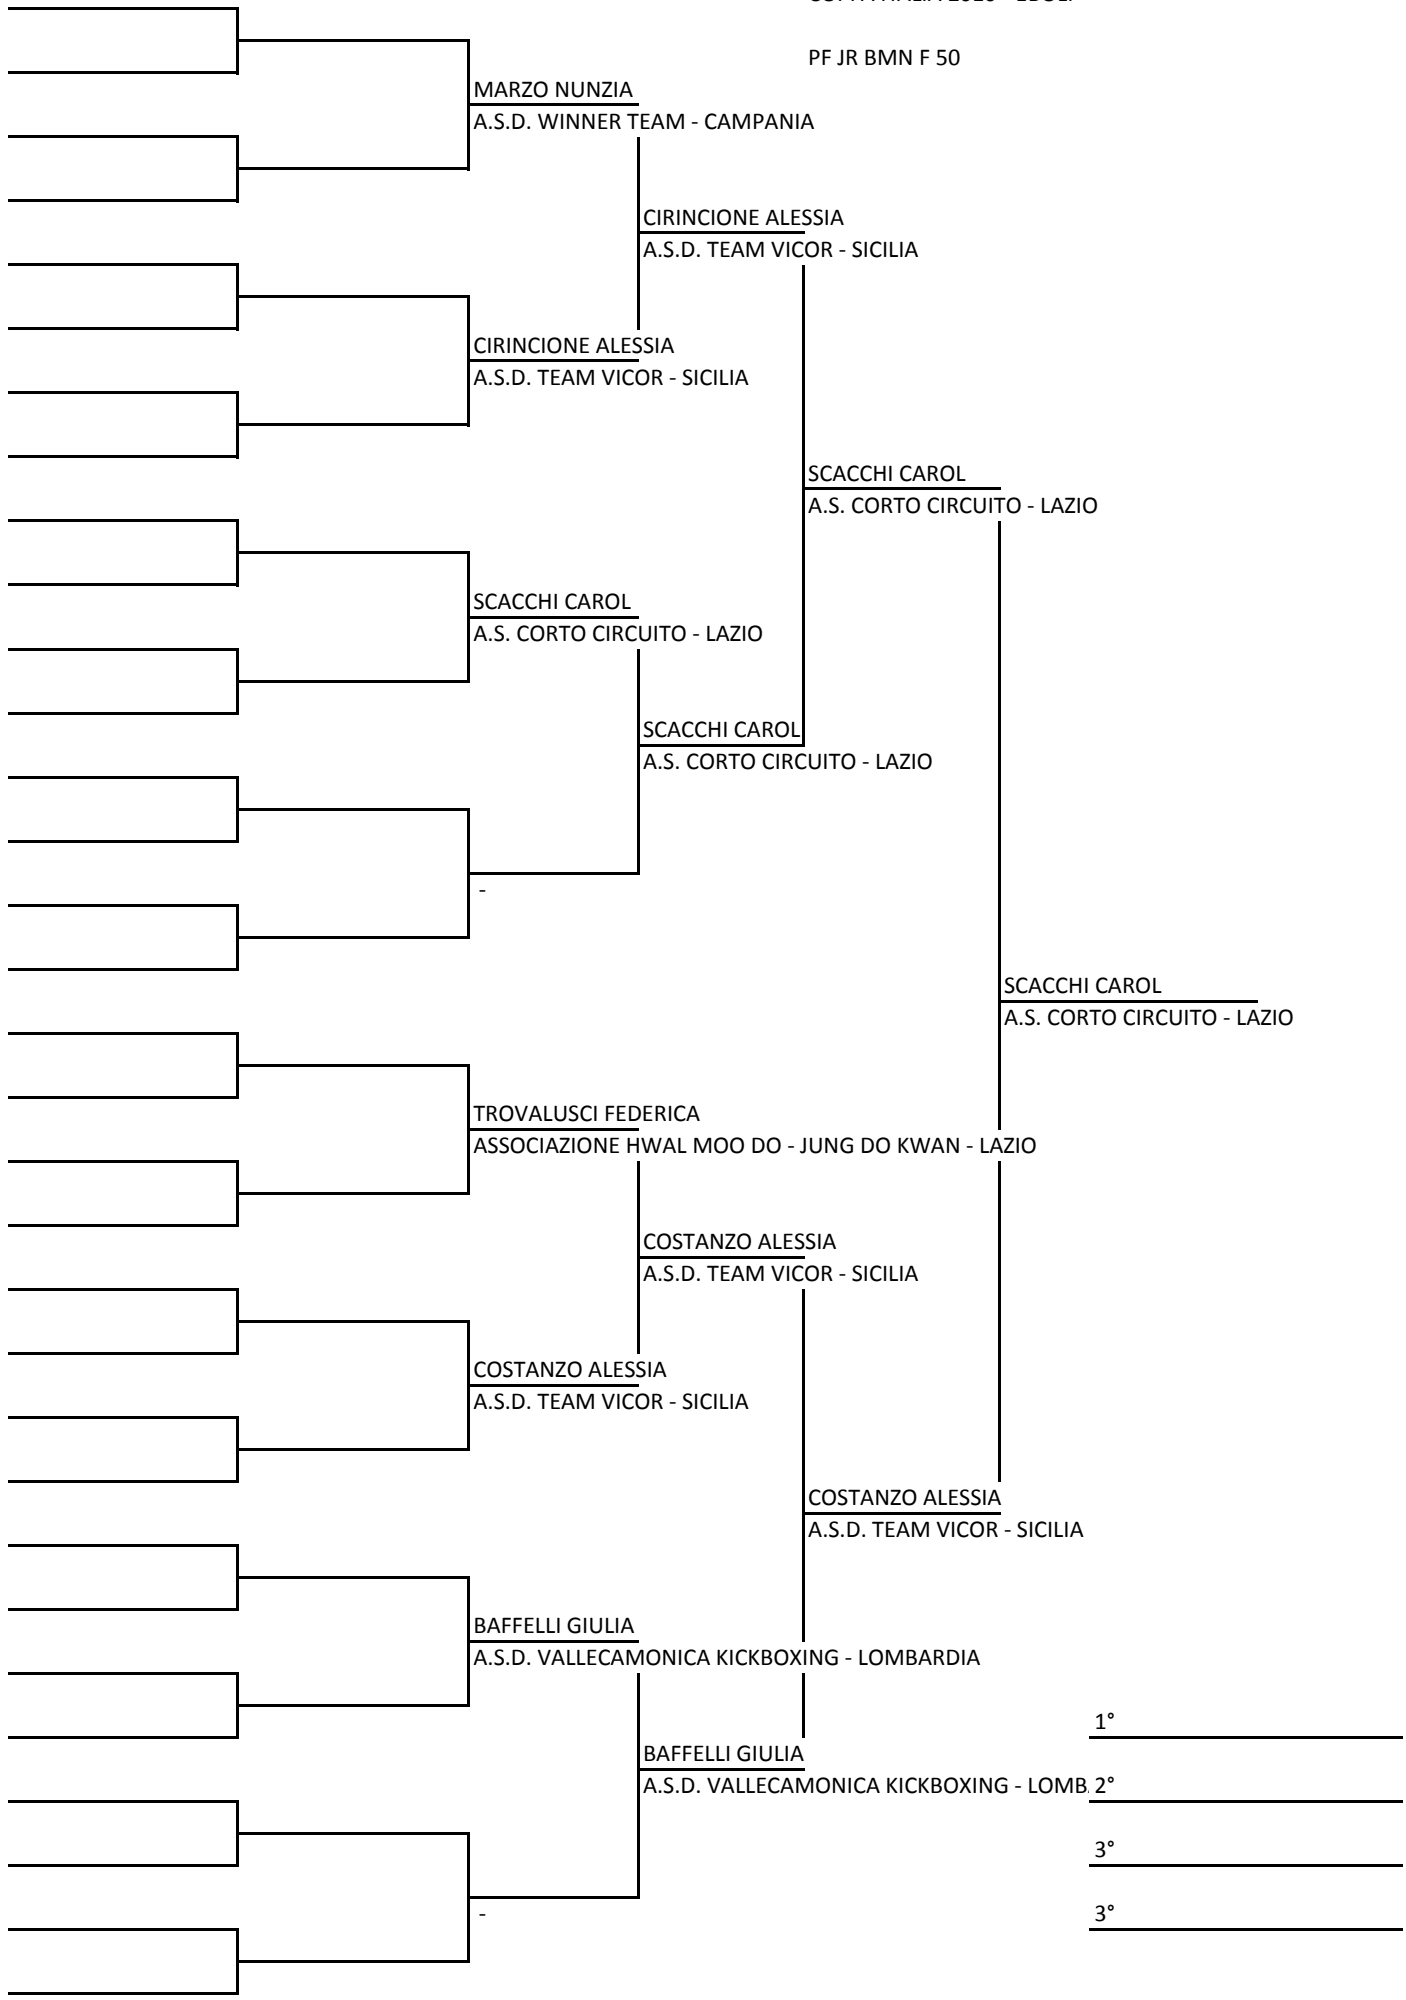 PF JR BMN F 50
MARZO NUNZIA
A.S.D. WINNER TEAM - CAMPANIA
CIRINCIONE ALESSIA
A.S.D. TEAM VICOR - SICILIA
CIRINCIONE ALESSIA
A.S.D. TEAM VICOR - SICILIA
SCACCHI CAROL
A.S. CORTO CIRCUITO - LAZIO
SCACCHI CAROL
A.S. CORTO CIRCUITO - LAZIO
SCACCHI CAROL
A.S. CORTO CIRCUITO - LAZIO
-
SCACCHI CAROL
A.S. CORTO CIRCUITO - LAZIO
TROVALUSCI FEDERICA
ASSOCIAZIONE HWAL MOO DO - JUNG DO KWAN - LAZIO
COSTANZO ALESSIA
A.S.D. TEAM VICOR - SICILIA
COSTANZO ALESSIA
A.S.D. TEAM VICOR - SICILIA
COSTANZO ALESSIA
A.S.D. TEAM VICOR - SICILIA
BAFFELLI GIULIA
A.S.D. VALLECAMONICA KICKBOXING - LOMBARDIA
1°
BAFFELLI GIULIA
A.S.D. VALLECAMONICA KICKBOXING - LOMB 2°
3°
-
3°